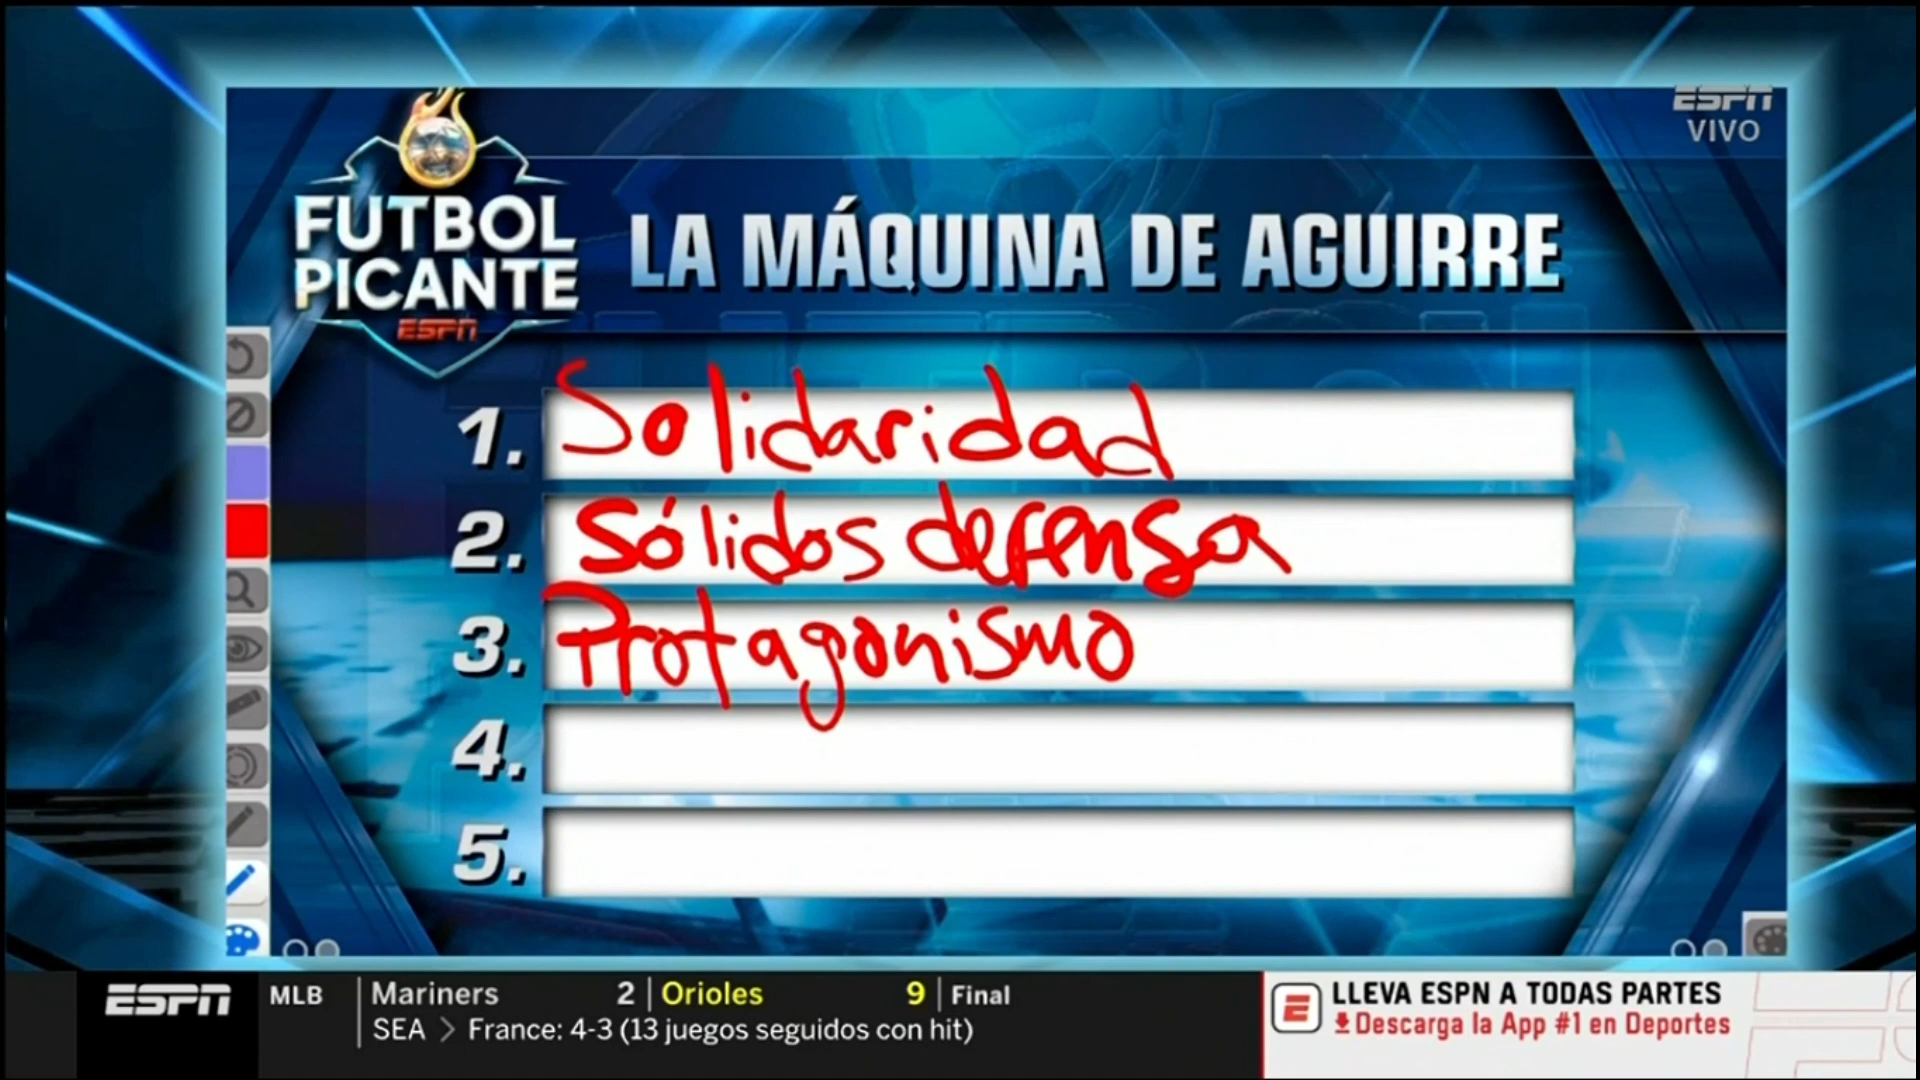 ESPN
VIVO
FUTBOL
PICANTE
ESPN
LA MÁQUINA DE AGUIRRE
1. Solidaridad
2. Sólidos defensa
3. Protagonismo
4.
5.
ESPN MLB Mariners 2 Orioles 9 Final
SEA > France: 4-3 (13 juegos seguidos con hit)
LLEVA ESPN A TODAS PARTES
Descarga la App #1 en Deportes